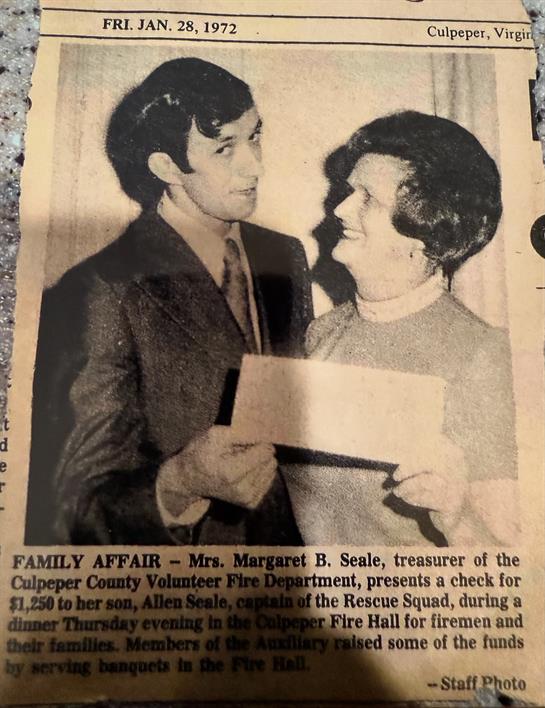 FRI. JAN. 28, 1972
Culpeper, Virgin
FAMILY AFFAIR — Mrs. Margaret B. Seale, treasurer of the
Culpeper County Volunteer Fire Department, presents a check for
$1,250 to her son, Allen Seale, captain of the Rescue Squad, during a
dinner Thursday evening in the Culpeper Fire Hall for firemen and
their families. Members of the Auxiliary raised some of the funds
by serving banquets in the Fire Hall.
— Staff Photo